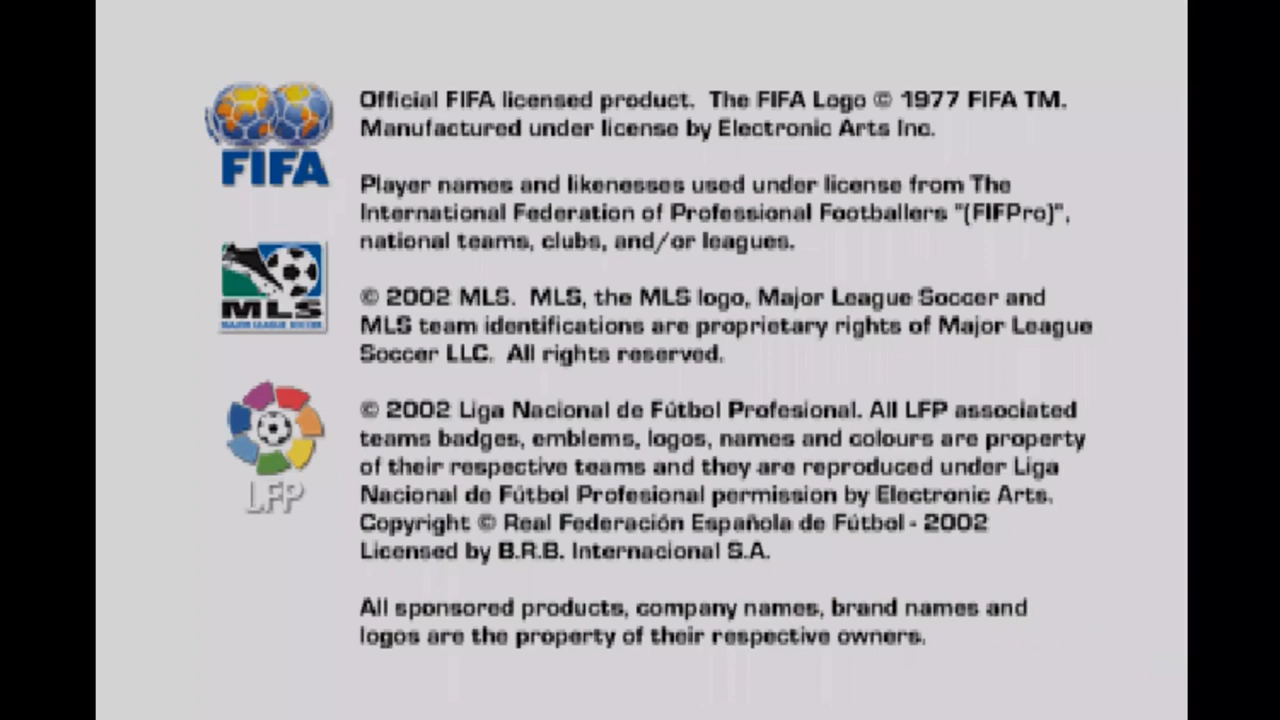 Official FIFA licensed product. The FIFA Logo © 1977 FIFA TM.
Manufactured under license by Electronic Arts Inc.
FIFA
Player names and likenesses used under license from The
International Federation of Professional Footballers "(FIFPro)",
national teams, clubs, and/or leagues.
MLS
MAJOR LEAGUE SOCCER
© 2002 MLS. MLS, the MLS logo, Major League Soccer and
MLS team identifications are proprietary rights of Major League
Soccer LLC. All rights reserved.
LFP
© 2002 Liga Nacional de Fútbol Profesional. All LFP associated
teams badges, emblems, logos, names and colours are property
of their respective teams and they are reproduced under Liga
Nacional de Fútbol Profesional permission by Electronic Arts.
Copyright © Real Federación Española de Fútbol - 2002
Licensed by B.R.B. Internacional S.A.
All sponsored products, company names, brand names and
logos are the property of their respective owners.